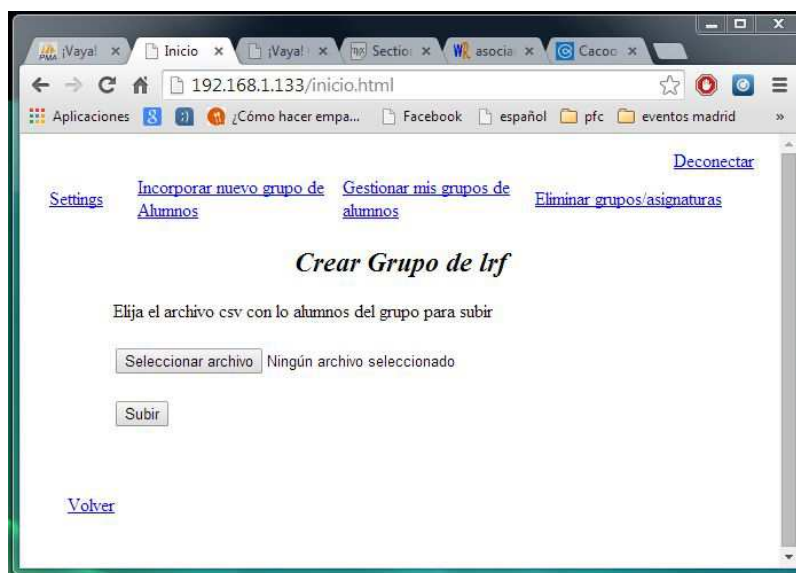 ¡Vaya! Inicio ¡Vaya! Sectio asocia Cacoo
192.168.1.133/inicio.html
Aplicaciones ¿Cómo hacer empa... Facebook español pfc eventos madrid »
Deconectar
Settings Incorporar nuevo grupo de Alumnos Gestionar mis grupos de alumnos Eliminar grupos/asignaturas
Crear Grupo de lrf
Elija el archivo csv con lo alumnos del grupo para subir
Seleccionar archivo Ningún archivo seleccionado
Subir
Volver